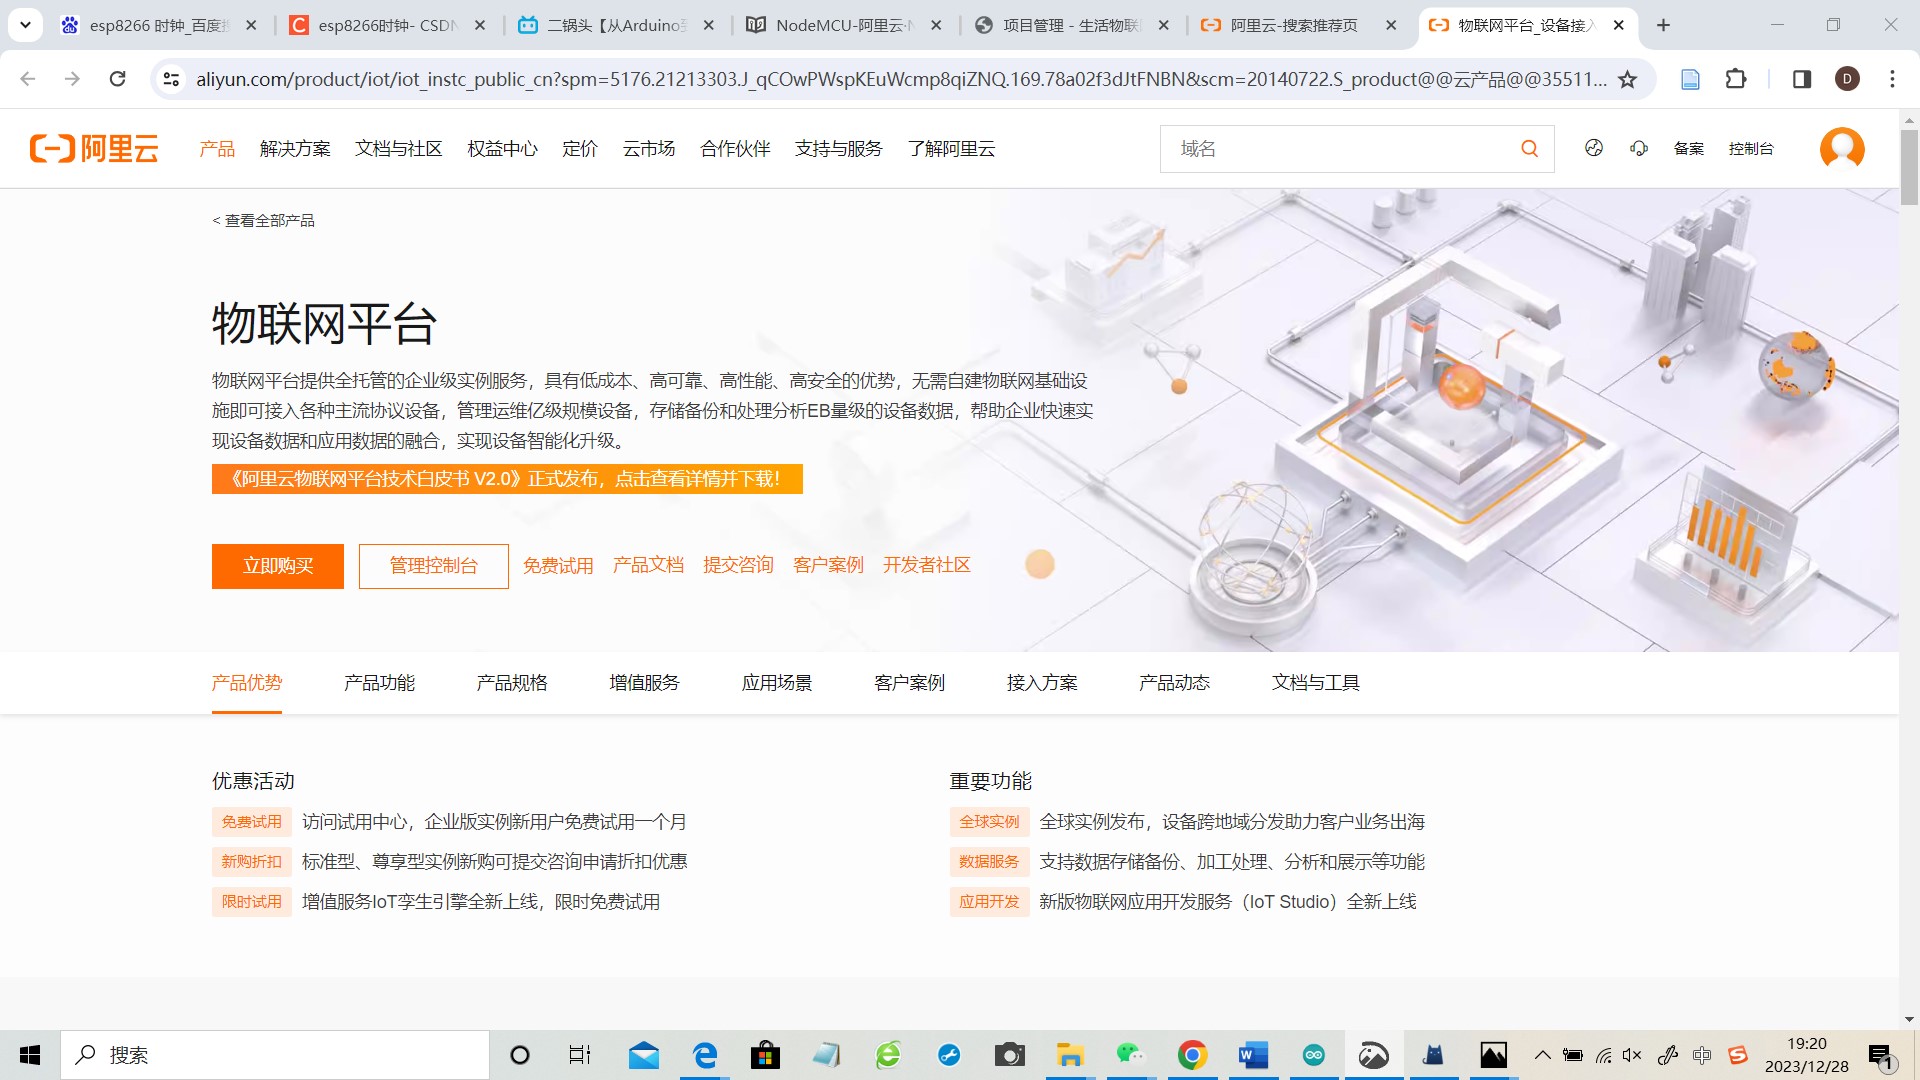 esp8266 时钟_百度搜
esp8266时钟- CSDN
二锅头【从Arduino到
NodeMCU-阿里云·
项目管理 - 生活物联
阿里云-搜索推荐页
物联网平台_设备接入
aliyun.com/product/iot/iot_instc_public_cn?spm=5176.21213303.J_qCOwPWspKEuWcmp8qiZNQ.169.78a02f3dJtFNBN&scm=20140722.S_product@@云产品@@35511...
D
阿里云
产品 解决方案 文档与社区 权益中心 定价 云市场 合作伙伴 支持与服务 了解阿里云
域名
备案 控制台
< 查看全部产品
物联网平台
物联网平台提供全托管的企业级实例服务，具有低成本、高可靠、高性能、高安全的优势，无需自建物联网基础设
施即可接入各种主流协议设备，管理运维亿级规模设备，存储备份和处理分析EB量级的设备数据，帮助企业快速实
现设备数据和应用数据的融合，实现设备智能化升级。
《阿里云物联网平台技术白皮书 V2.0》正式发布，点击查看详情并下载！
立即购买 管理控制台 免费试用 产品文档 提交咨询 客户案例 开发者社区
产品优势 产品功能 产品规格 增值服务 应用场景 客户案例 接入方案 产品动态 文档与工具
优惠活动
免费试用 访问试用中心，企业版实例新用户免费试用一个月
新购折扣 标准型、尊享型实例新购可提交咨询申请折扣优惠
限时试用 增值服务IoT孪生引擎全新上线，限时免费试用
重要功能
全球实例 全球实例发布，设备跨地域分发助力客户业务出海
数据服务 支持数据存储备份、加工处理、分析和展示等功能
应用开发 新版物联网应用开发服务（IoT Studio）全新上线
搜索
中
19:20
2023/12/28
1